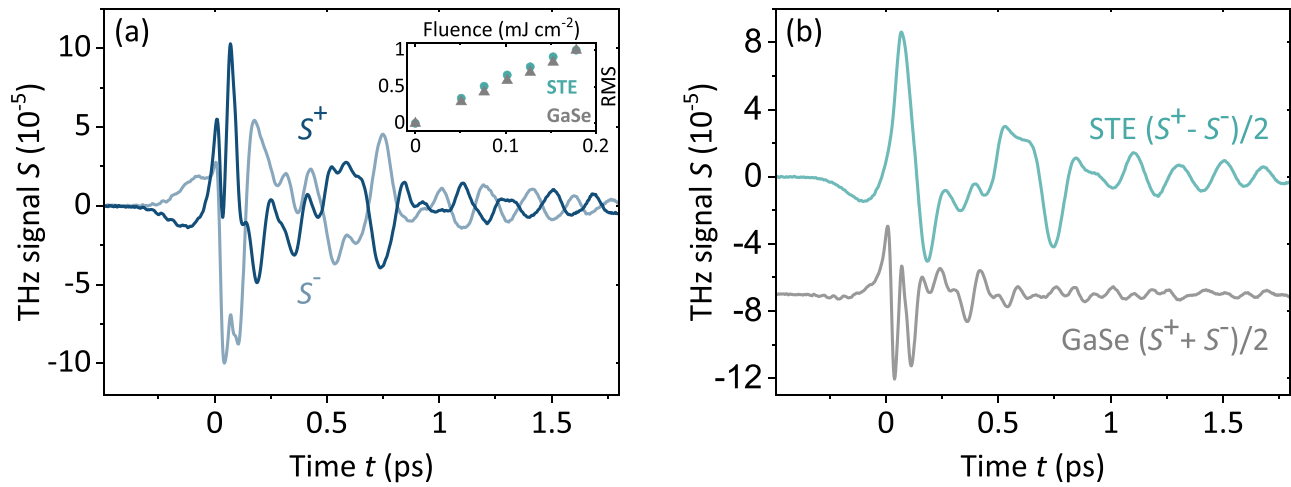 (a)
THz signal S (10⁻⁵)
10
5
0
-5
-10
S⁺
S⁻
Fluence (mJ cm⁻²)
1
0.5
0
STE
GaSe
RMS
0
0.1
0.2
0
0.5
1
1.5
Time t (ps)
(b)
THz signal S (10⁻⁵)
8
4
0
-4
-8
-12
STE (S⁺- S⁻)/2
GaSe (S⁺+ S⁻)/2
0
0.5
1
1.5
Time t (ps)